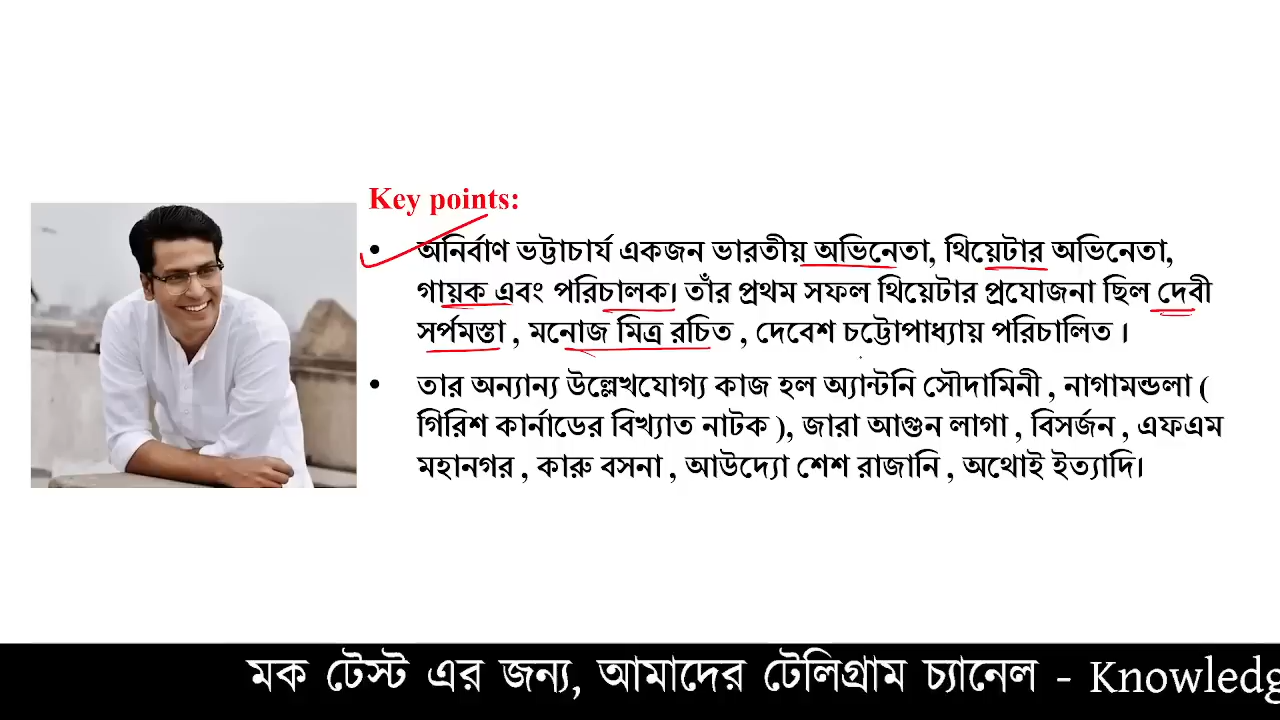 Key points:
• অনির্বাণ ভট্টাচার্য একজন ভারতীয় অভিনেতা, থিয়েটার অভিনেতা,
গায়ক এবং পরিচালক। তাঁর প্রথম সফল থিয়েটার প্রযোজনা ছিল দেবী
সর্পমস্তা , মনোজ মিত্র রচিত , দেবেশ চট্টোপাধ্যায় পরিচালিত ।
• তার অন্যান্য উল্লেখযোগ্য কাজ হল অ্যান্টনি সৌদামিনী , নাগামন্ডলা (
গিরিশ কার্নাডের বিখ্যাত নাটক ), জারা আগুন লাগা , বিসর্জন , এফএম
মহানগর , কারু বসনা , আউদ্যো শেশ রাজানি , অথোই ইত্যাদি।
মক টেস্ট এর জন্য, আমাদের টেলিগ্রাম চ্যানেল - Knowledg